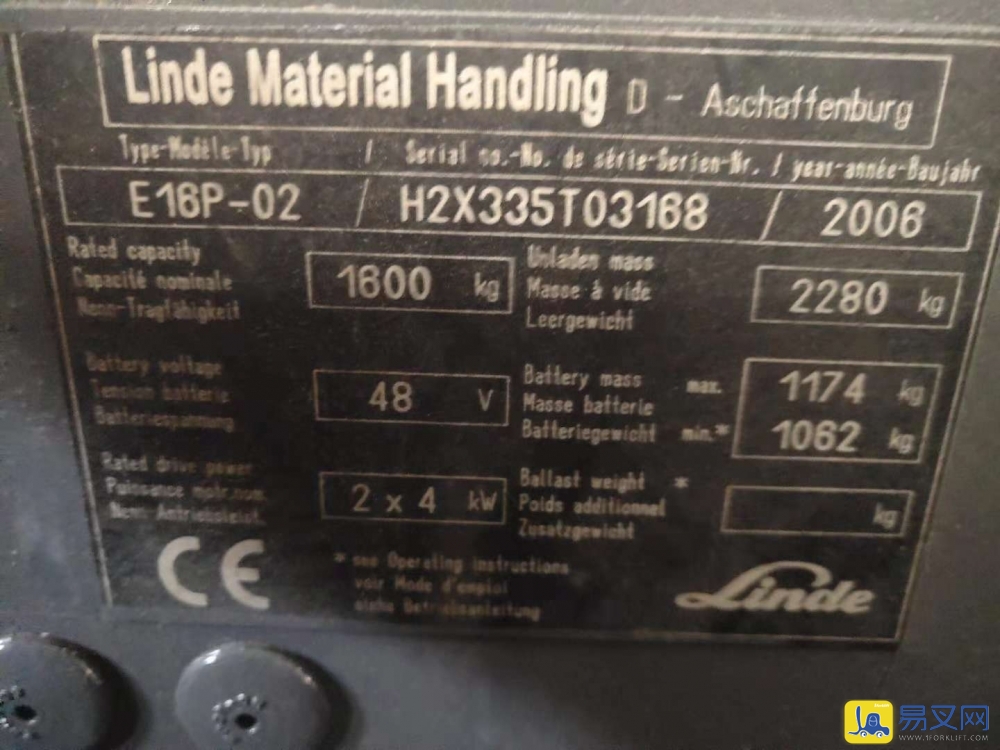 Linde Material Handling D - Aschaffenburg
Type-Modèle-Typ / Serial no.-No. de série-Serien-Nr. / year-année-Baujahr
E16P-02 / H2X335T03168 / 2006
Rated capacity
Capacité nominale
Nenn-Tragfähigkeit
1600 kg
Unladen mass
Masse à vide
Leergewicht
2280 kg
Battery voltage
Tension batterie
Batteriespannung
48 V
Battery mass max.
Masse batterie
Batteriegewicht min.*
1174 kg
1062 kg
Rated drive power
Puissance motr.nom.
Nenn-Antriebsleist.
2 x 4 kW
Ballast weight *
Poids additionnel
Zusatzgewicht
kg
CE
* see Operating instructions
voir Mode d'emploi
siehe Betriebsanleitung
Linde
易叉网
WWW.1FORKLIFT.COM